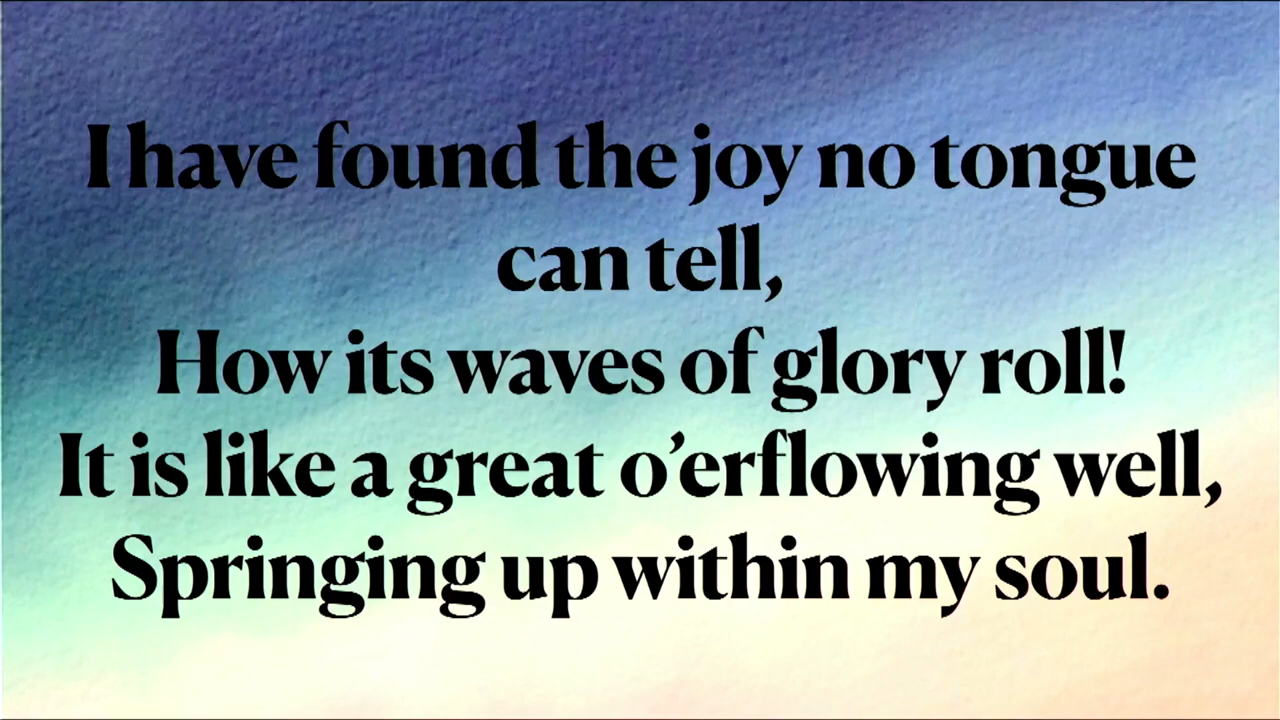 I have found the joy no tongue
can tell,
How its waves of glory roll!
It is like a great o’erflowing well,
Springing up within my soul.